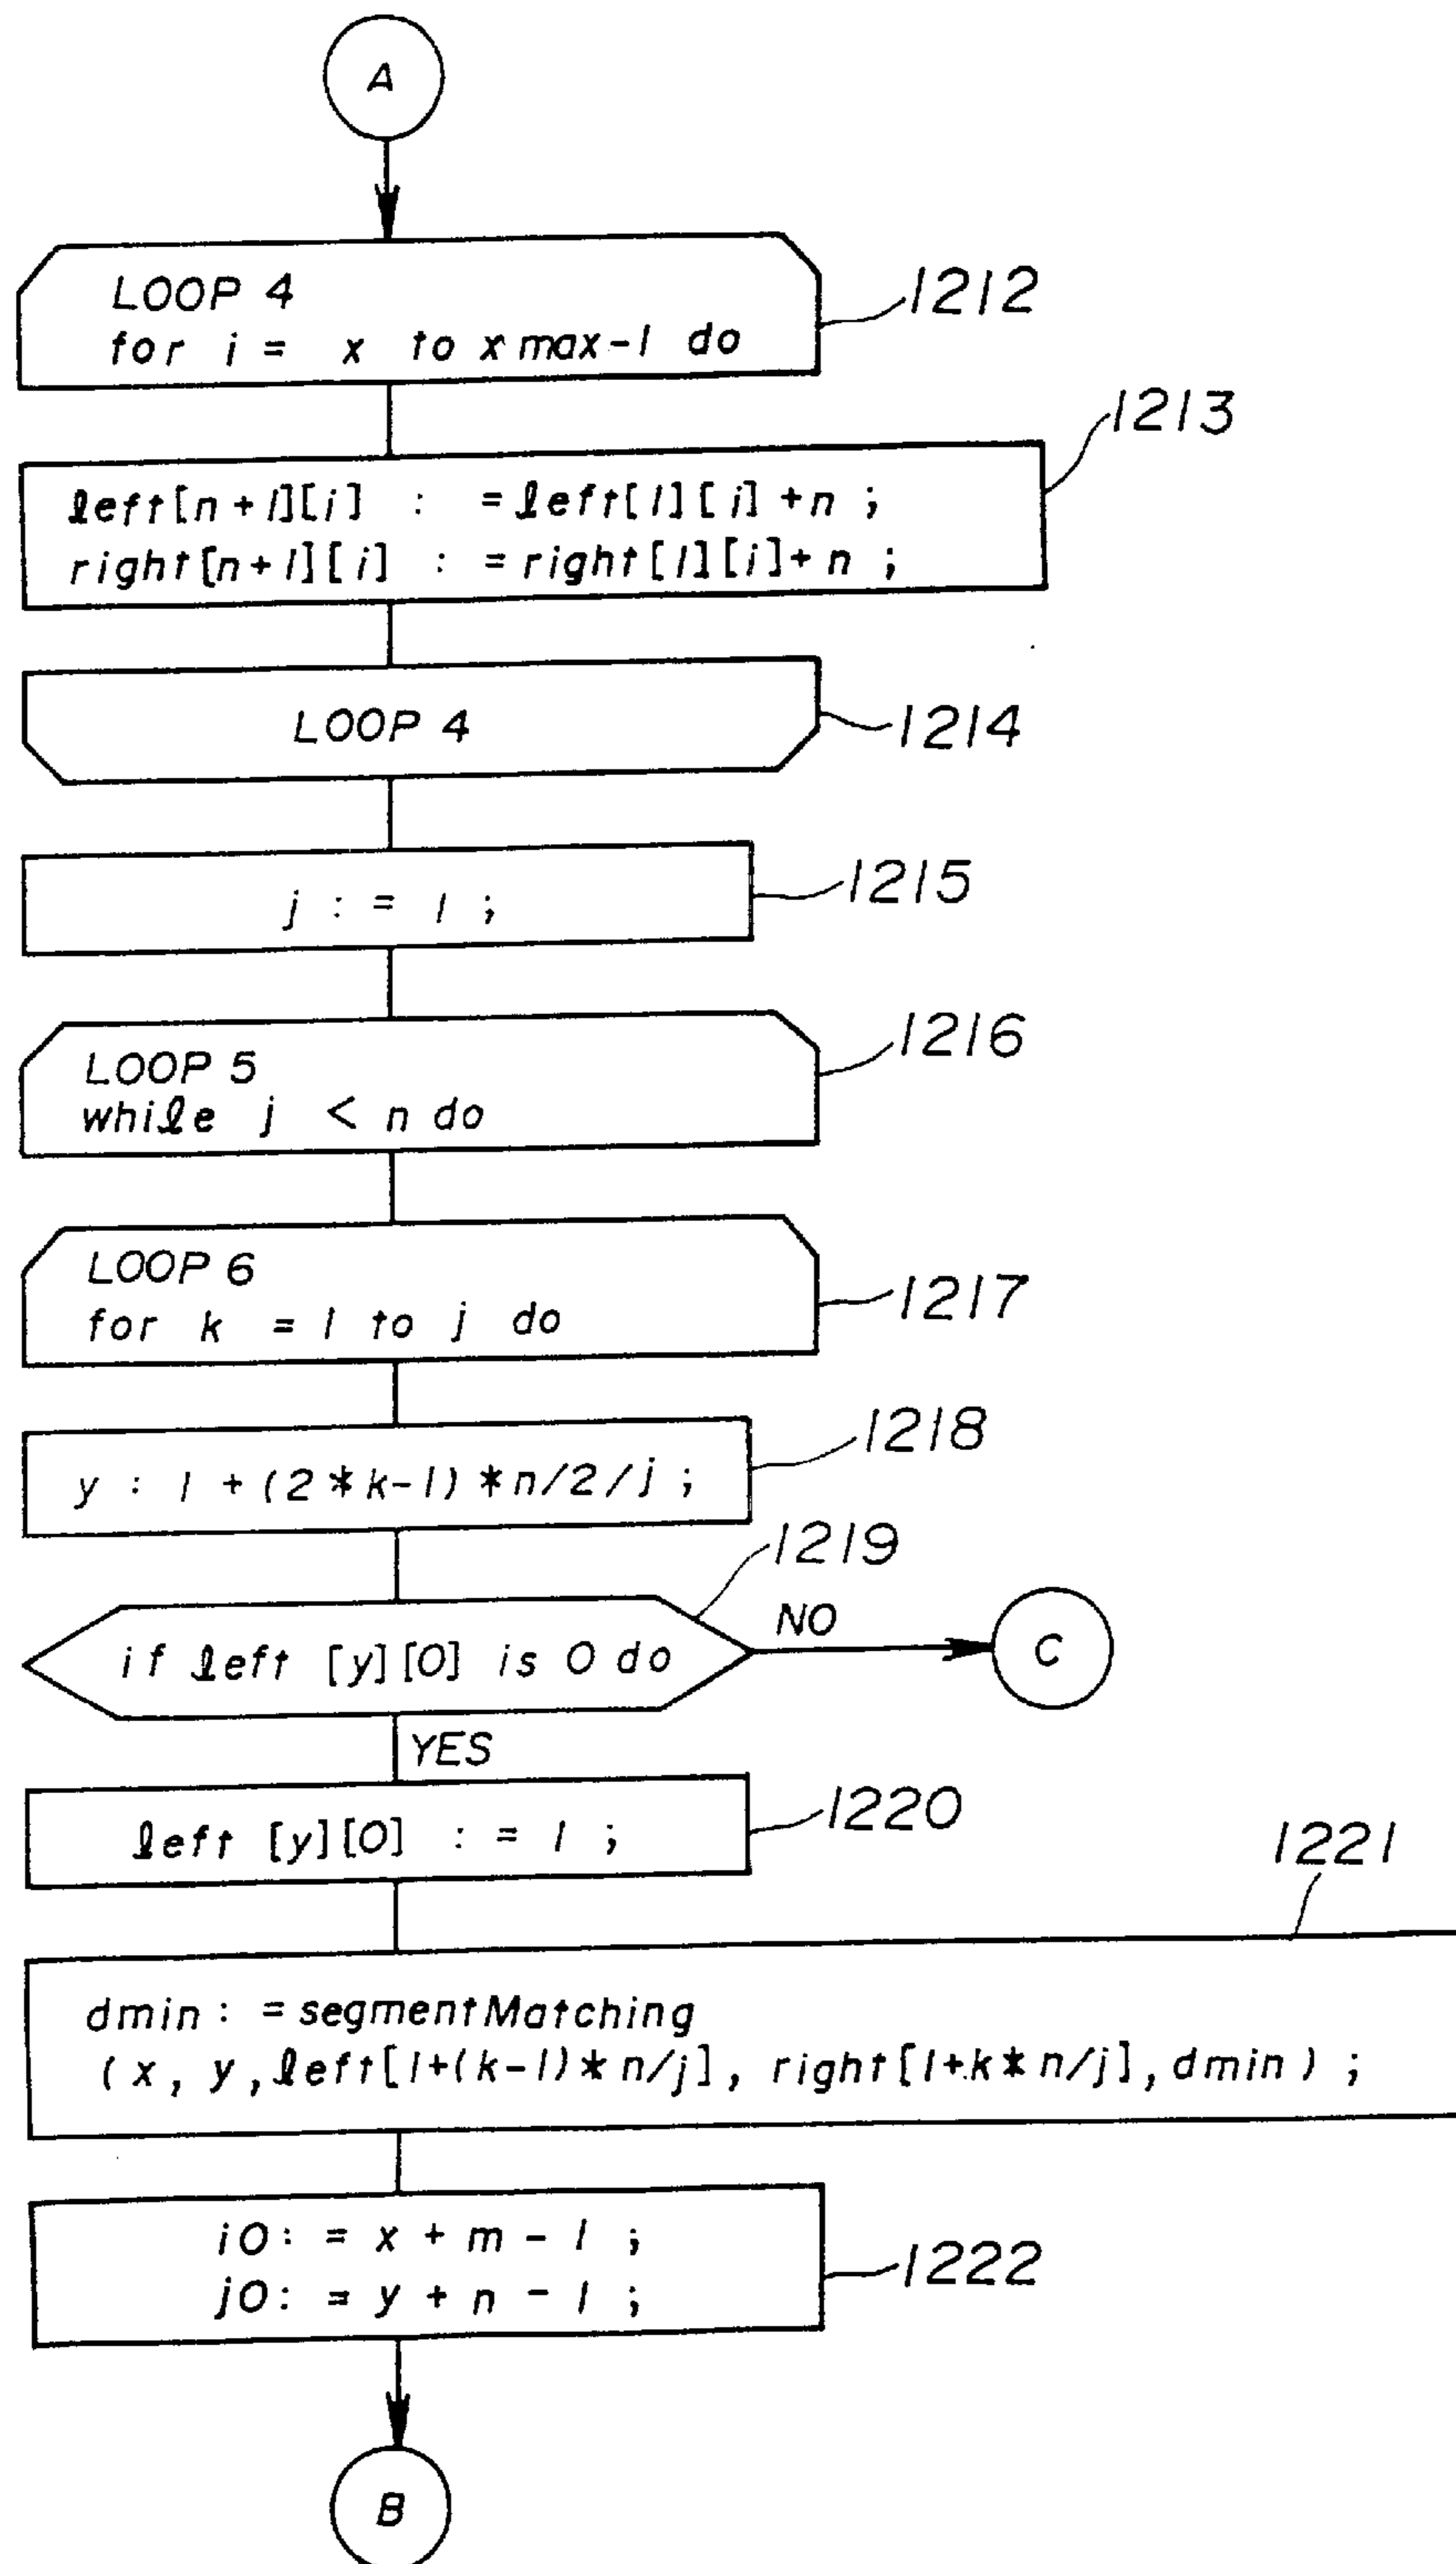 A
LOOP 4
for i = x to xmax-1 do
1212
1213
left[n+1][i] : =left[1][i]+n ;
right[n+1][i] : =right[1][i]+n ;
LOOP 4
1214
j : = 1 ;
1215
LOOP 5
while j < n do
1216
LOOP 6
for k = 1 to j do
1217
y : 1 + (2*k-1)*n/2/j ;
1218
1219
if left [y][0] is 0 do
NO
C
YES
left [y][0] : = 1 ;
1220
1221
dmin : =segmentMatching
(x, y, left[1+(k-1)*n/j], right[1+k*n/j], dmin) ;
i0: = x + m - 1 ;
j0: = y + n - 1 ;
1222
B